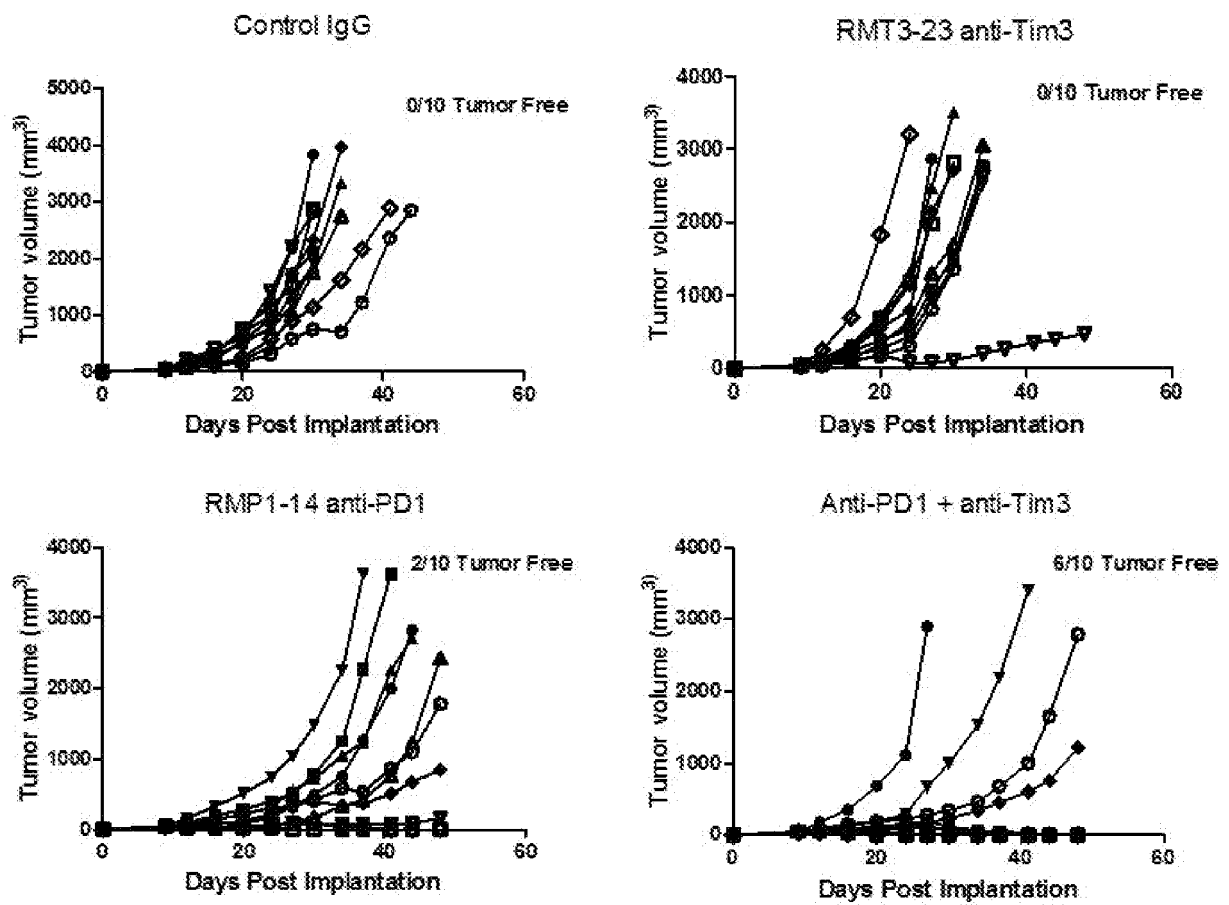 Control IgG
0/10 Tumor Free
Tumor volume (mm3)
5000
4000
3000
2000
1000
0
0 20 40 60
Days Post Implantation
RMT3-23 anti-Tim3
0/10 Tumor Free
Tumor volume (mm3)
4000
3000
2000
1000
0
0 20 40 60
Days Post Implantation
RMP1-14 anti-PD1
2/10 Tumor Free
Tumor volume (mm3)
4000
3000
2000
1000
0
0 20 40 60
Days Post Implantation
Anti-PD1 + anti-Tim3
6/10 Tumor Free
Tumor volume (mm3)
4000
3000
2000
1000
0
0 20 40 60
Days Post Implantation